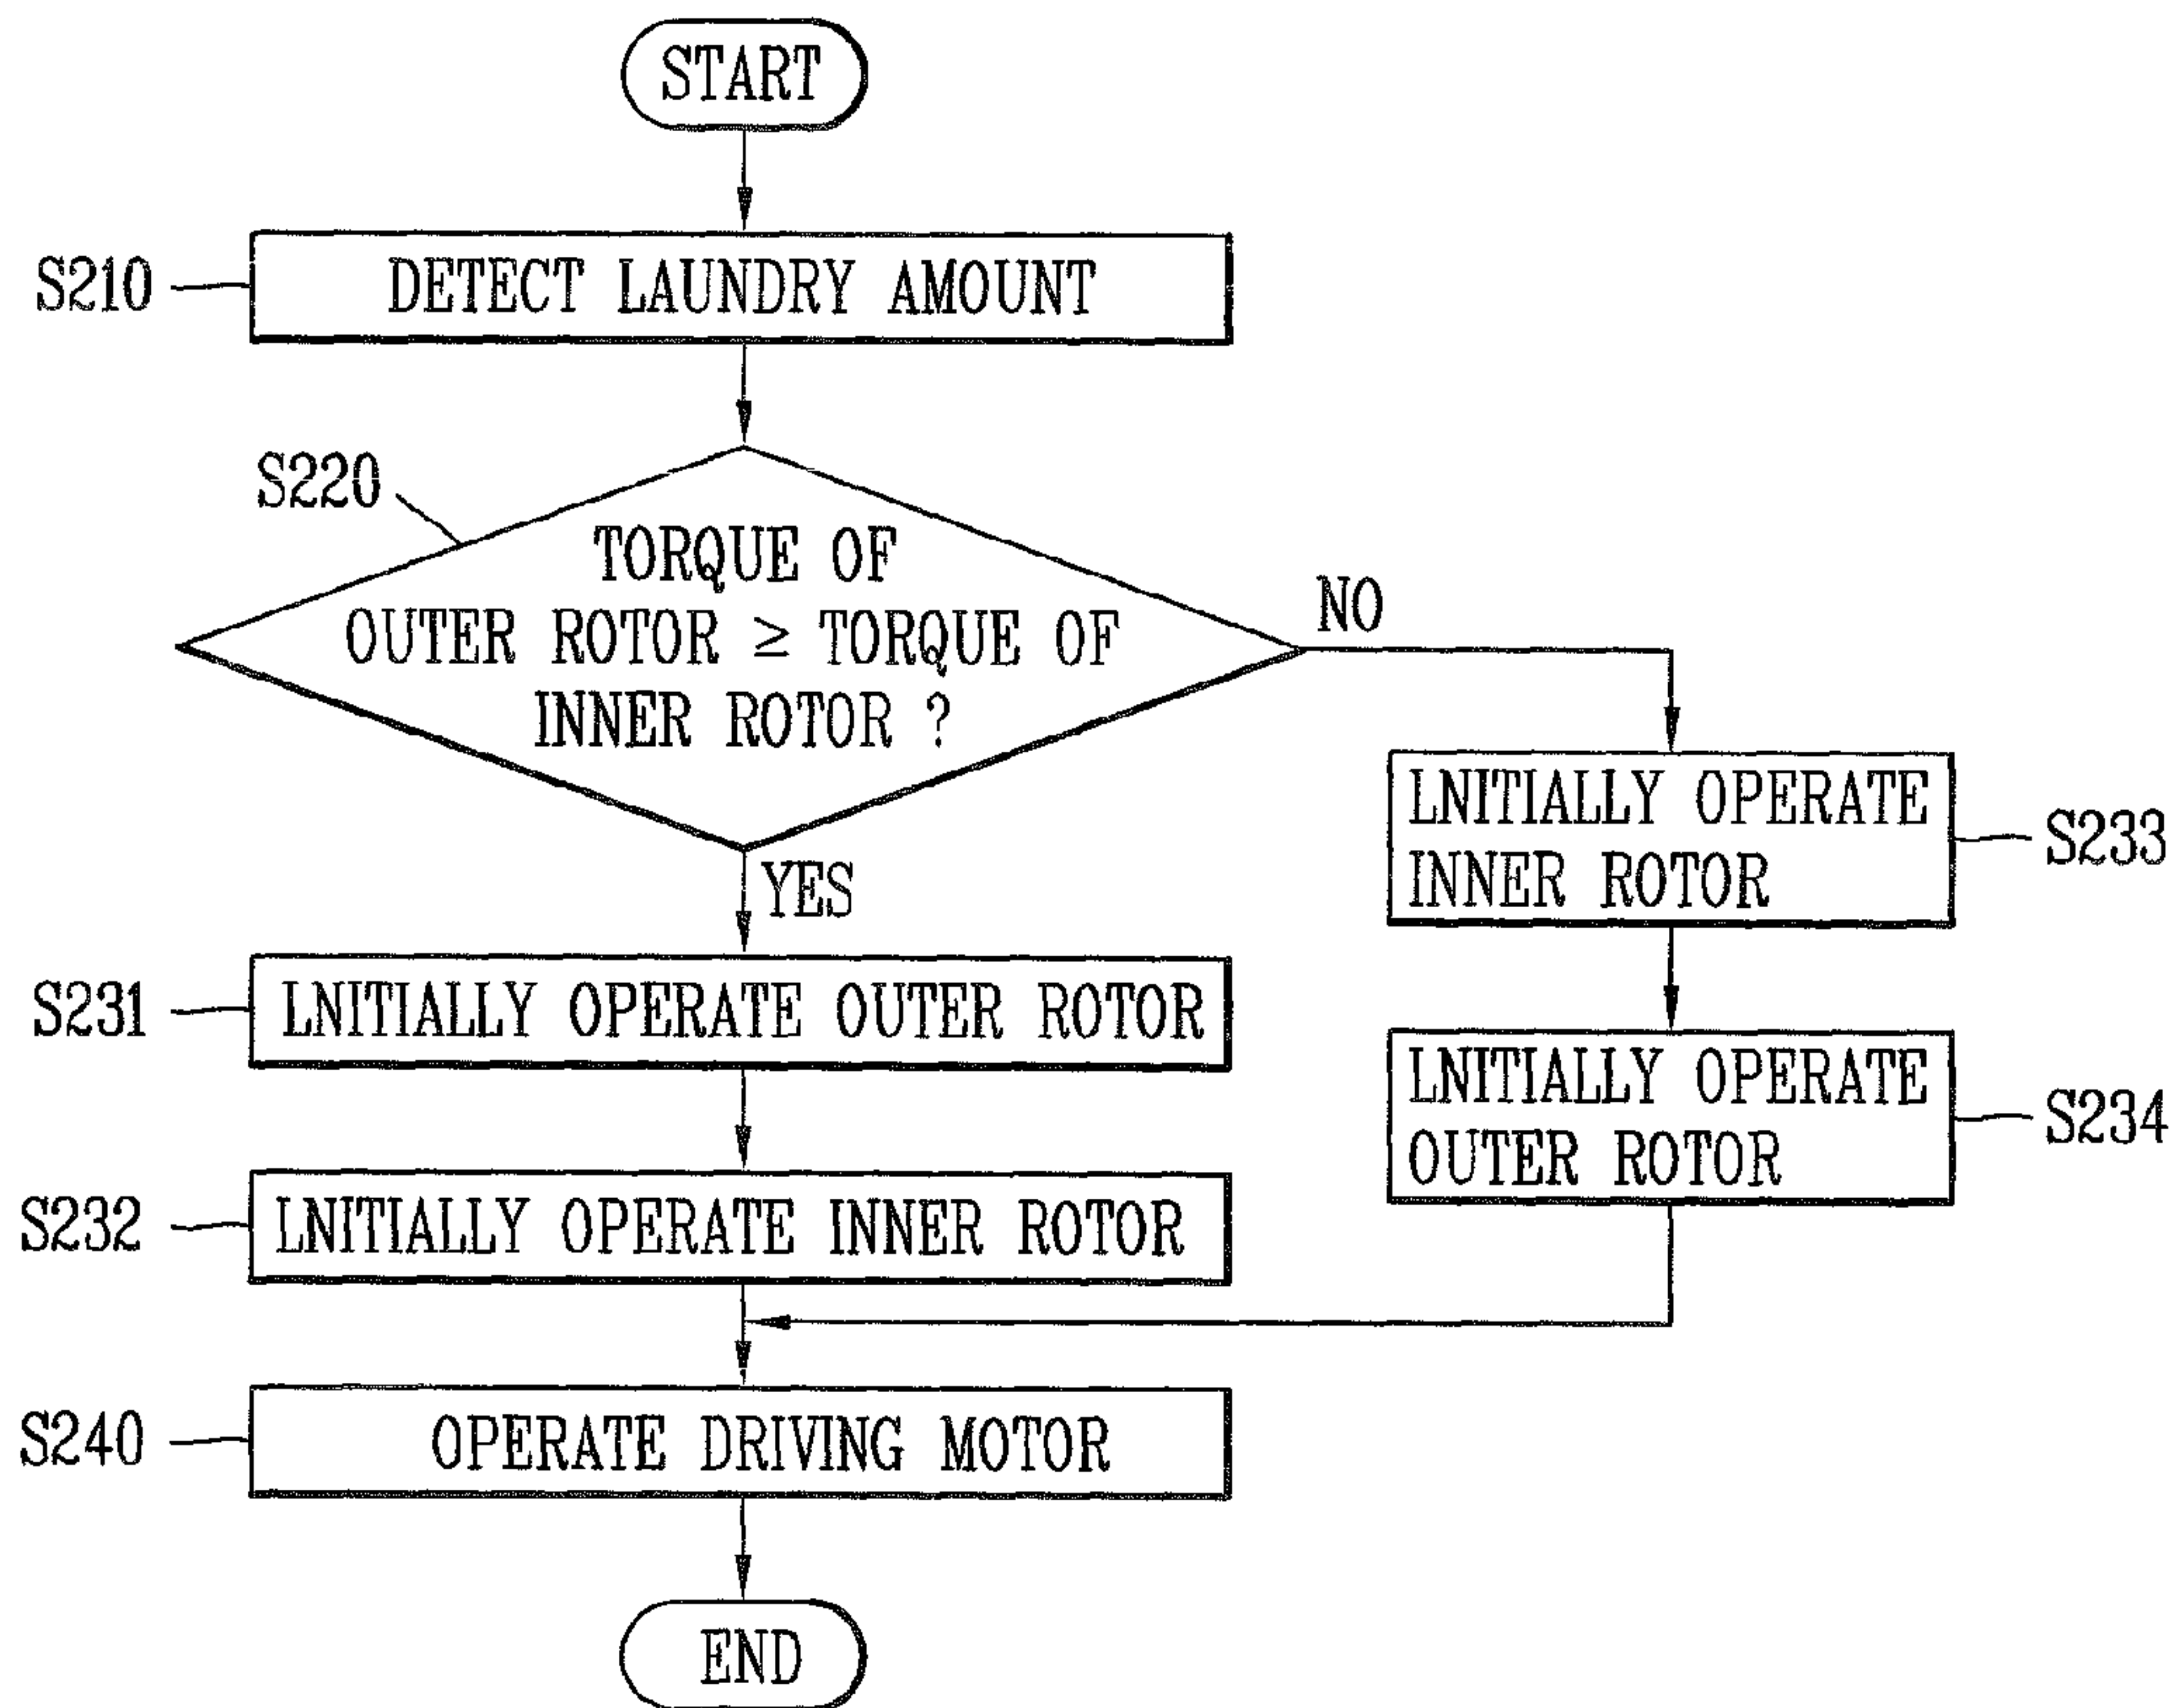 START
S210
DETECT LAUNDRY AMOUNT
S220
TORQUE OF
OUTER ROTOR ≥ TORQUE OF
INNER ROTOR ?
NO
YES
LNITIALLY OPERATE
INNER ROTOR
S233
S231
LNITIALLY OPERATE OUTER ROTOR
LNITIALLY OPERATE
OUTER ROTOR
S234
S232
LNITIALLY OPERATE INNER ROTOR
S240
OPERATE DRIVING MOTOR
END